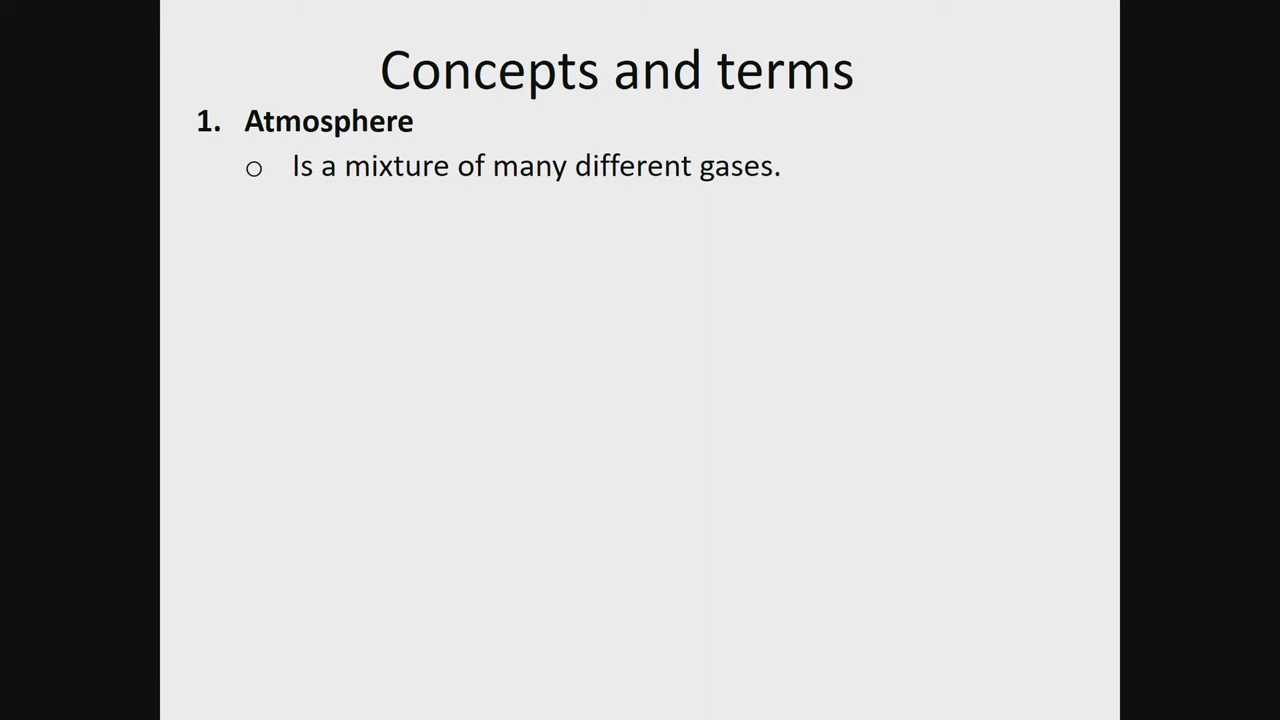 Concepts and terms
1. Atmosphere
o Is a mixture of many different gases.